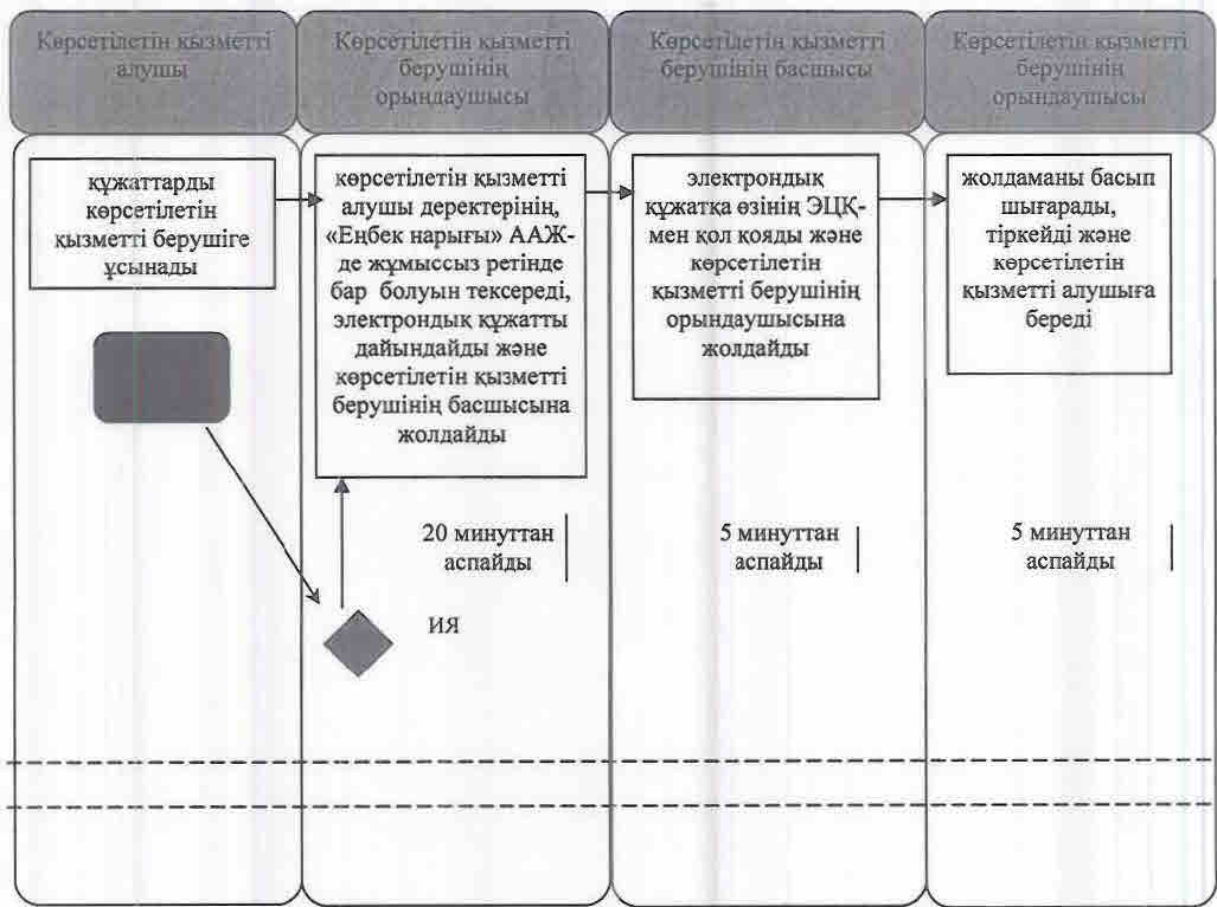 Көрсетілетін қызметті
алушы
Көрсетілетін қызметті
берушінің
орындаушысы
Көрсетілетін қызметті
берушінің басшысы
Көрсетілетін қызметті
берушінің
орындаушысы
құжаттарды
көрсетілетін
қызметті берушіге
ұсынады
көрсетілетін қызметті
алушы деректерінің,
«Еңбек нарығы» ААЖ-
де жұмыссыз ретінде
бар болуын тексереді,
электрондық құжатты
дайындайды және
көрсетілетін қызметті
берушінің басшысына
жолдайды
электрондық
құжатқа өзінің ЭЦҚ-
мен қол қояды және
көрсетілетін
қызметті берушінің
орындаушысына
жолдайды
жолдаманы басып
шығарады,
тіркейді және
көрсетілетін
қызметті алушыға
береді
20 минуттан
аспайды
5 минуттан
аспайды
5 минуттан
аспайды
ИЯ